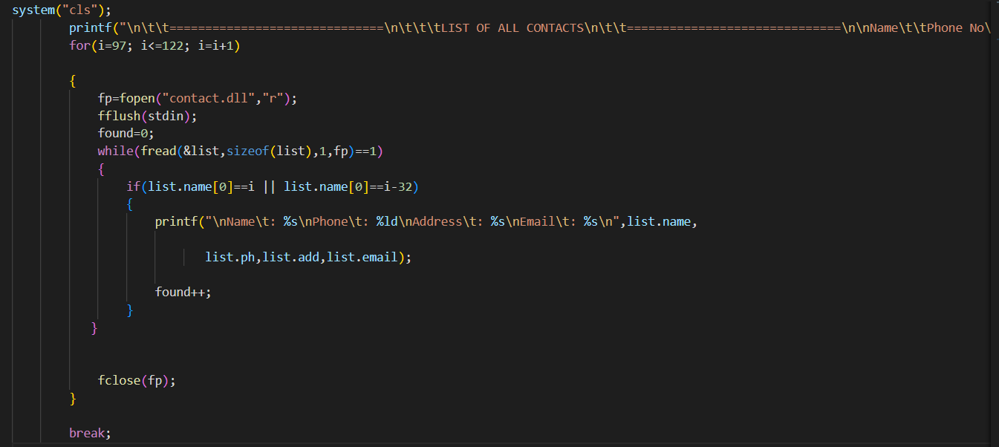 system("cls");
printf("\n\t\t==============================\n\t\t\tLIST OF ALL CONTACTS\n\t\t==============================\n\nName\t\tPhone No\
for(i=97; i<=122; i=i+1)
{
fp=fopen("contact.dll","r");
fflush(stdin);
found=0;
while(fread(&list,sizeof(list),1,fp)==1)
{
if(list.name[0]==i || list.name[0]==i-32)
{
printf("\nName\t: %s\nPhone\t: %ld\nAddress\t: %s\nEmail\t: %s\n",list.name,
list.ph,list.add,list.email);
found++;
}
}
fclose(fp);
}
break;